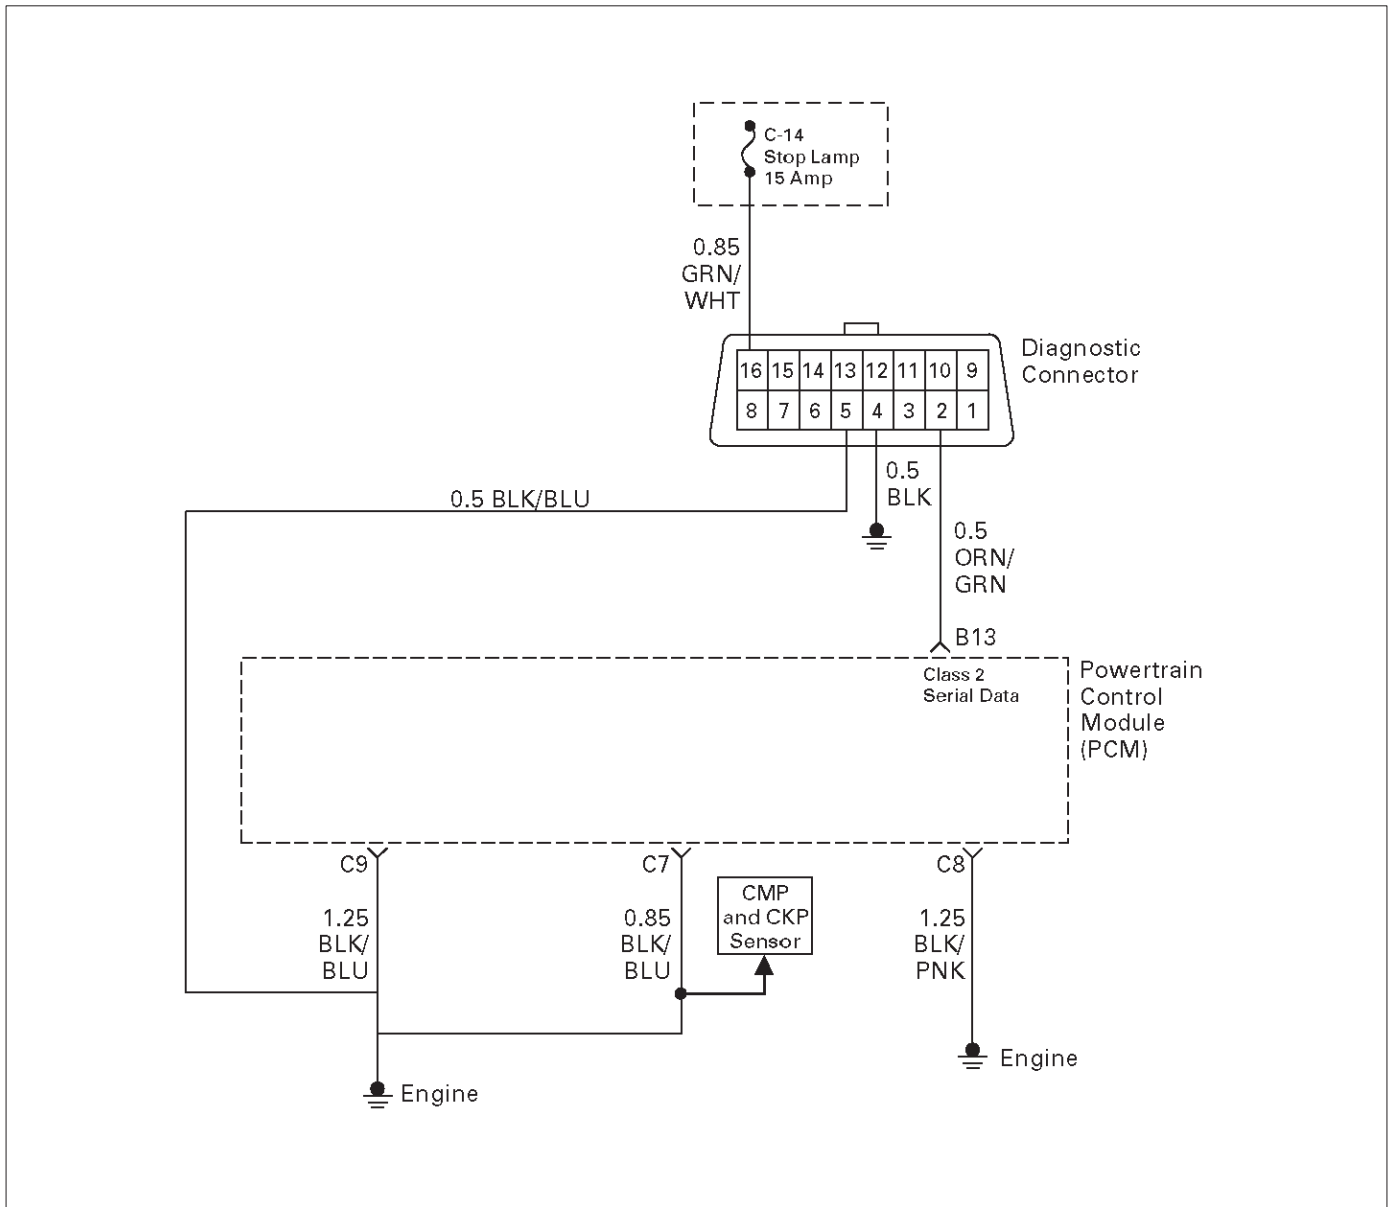 C-14
Stop Lamp
15 Amp
0.85
GRN/
WHT
Diagnostic
Connector
16 15 14 13 12 11 10 9
8 7 6 5 4 3 2 1
0.5 BLK/BLU
0.5
BLK
0.5
ORN/
GRN
B13
Class 2
Serial Data
Powertrain
Control
Module
(PCM)
C9
C7
C8
1.25
BLK/
BLU
0.85
BLK/
BLU
CMP
and CKP
Sensor
1.25
BLK/
PNK
Engine
Engine